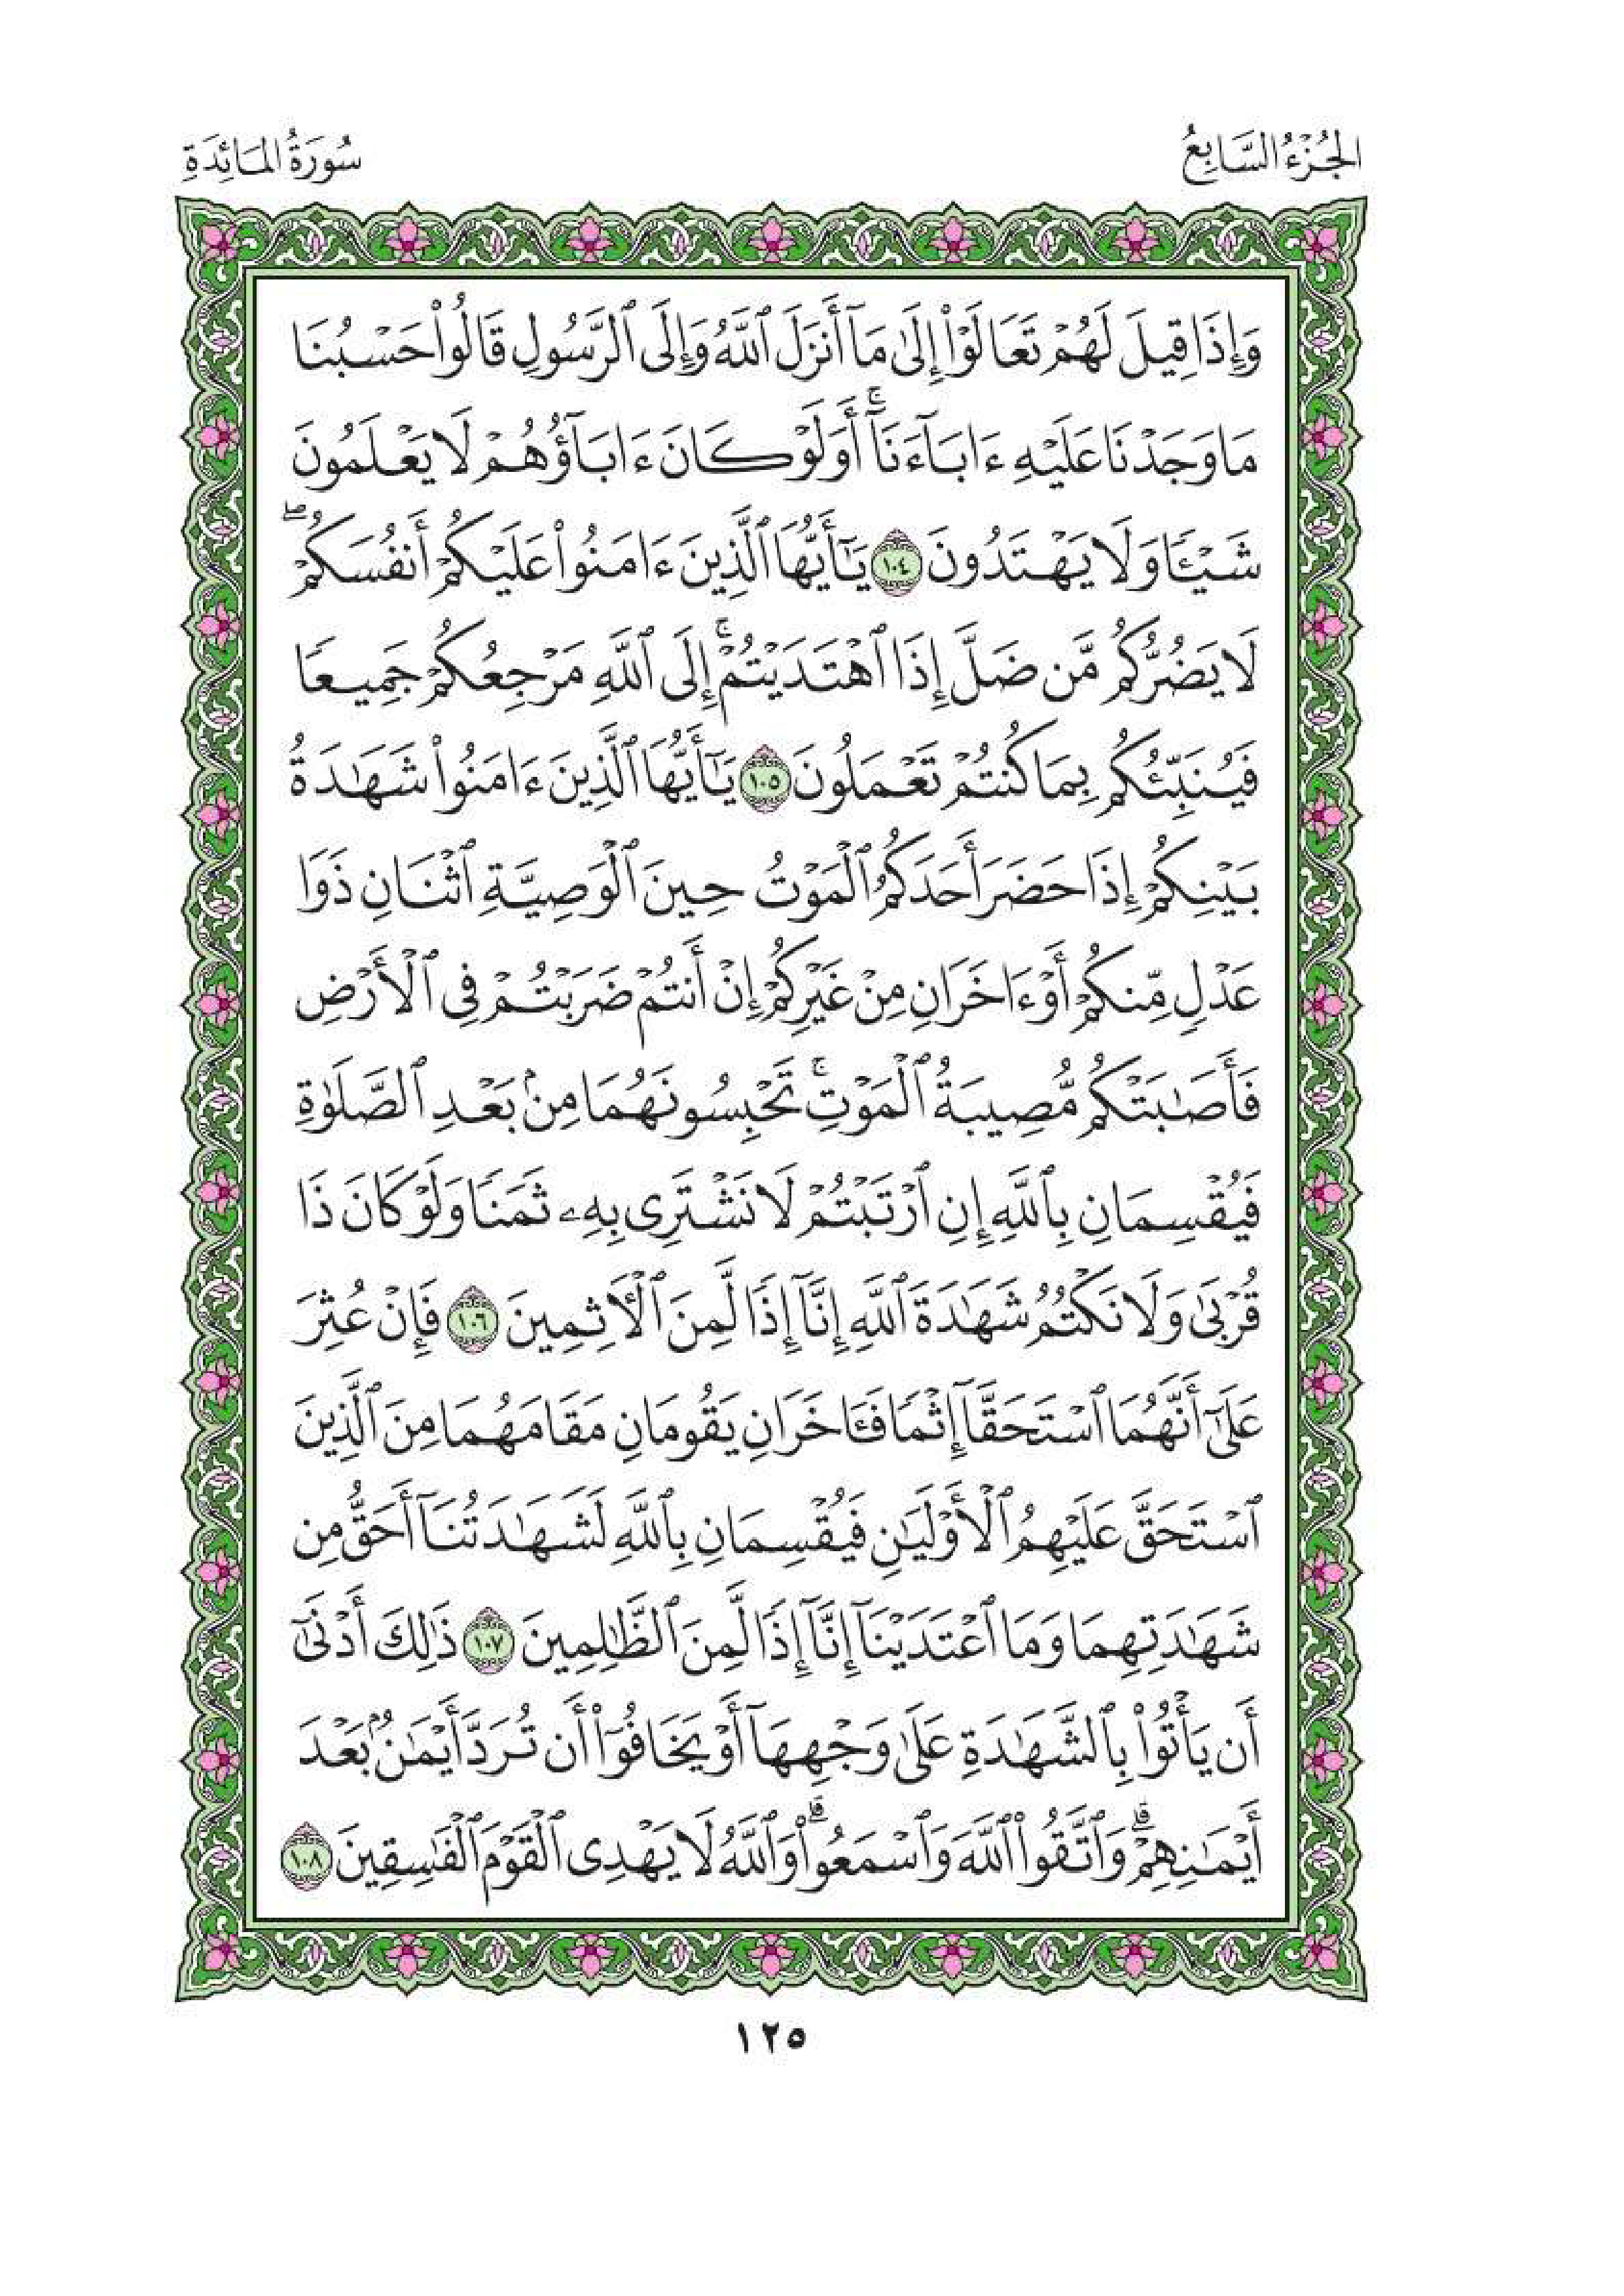 الجُزْءُ السَّابِعُ
سُورَةُ المَائِدَةِ
وَإِذَا قِيلَ لَهُمْ تَعَالَوْا۟ إِلَىٰ مَآ أَنزَلَ ٱللَّهُ وَإِلَى ٱلرَّسُولِ قَالُوا۟ حَسْبُنَا
مَا وَجَدْنَا عَلَيْهِ ءَابَآءَنَآ ۚ أَوَلَوْ كَانَ ءَابَآؤُهُمْ لَا يَعْلَمُونَ
شَيْـًٔا وَلَا يَهْتَدُونَ ١٠٤ يَـٰٓأَيُّهَا ٱلَّذِينَ ءَامَنُوا۟ عَلَيْكُمْ أَنفُسَكُمْ ۖ
لَا يَضُرُّكُم مَّن ضَلَّ إِذَا ٱهْتَدَيْتُمْ ۚ إِلَى ٱللَّهِ مَرْجِعُكُمْ جَمِيعًا
فَيُنَبِّئُكُم بِمَا كُنتُمْ تَعْمَلُونَ ١٠٥ يَـٰٓأَيُّهَا ٱلَّذِينَ ءَامَنُوا۟ شَهَـٰدَةُ
بَيْنِكُمْ إِذَا حَضَرَ أَحَدَكُمُ ٱلْمَوْتُ حِينَ ٱلْوَصِيَّةِ ٱثْنَانِ ذَوَا
عَدْلٍ مِّنكُمْ أَوْ ءَاخَرَانِ مِنْ غَيْرِكُمْ إِنْ أَنتُمْ ضَرَبْتُمْ فِى ٱلْأَرْضِ
فَأَصَـٰبَتْكُم مُّصِيبَةُ ٱلْمَوْتِ ۚ تَحْبِسُونَهُمَا مِنۢ بَعْدِ ٱلصَّلَوٰةِ
فَيُقْسِمَانِ بِٱللَّهِ إِنِ ٱرْتَبْتُمْ لَا نَشْتَرِى بِهِۦ ثَمَنًا وَلَوْ كَانَ ذَا
قُرْبَىٰ وَلَا نَكْتُمُ شَهَـٰدَةَ ٱللَّهِ إِنَّآ إِذًا لَّمِنَ ٱلْـَٔاثِمِينَ ١٠٦ فَإِنْ عُثِرَ
عَلَىٰٓ أَنَّهُمَا ٱسْتَحَقَّآ إِثْمًا فَـَٔاخَرَانِ يَقُومَانِ مَقَامَهُمَا مِنَ ٱلَّذِينَ
ٱسْتَحَقَّ عَلَيْهِمُ ٱلْأَوْلَيَـٰنِ فَيُقْسِمَانِ بِٱللَّهِ لَشَهَـٰدَتُنَآ أَحَقُّ مِن
شَهَـٰدَتِهِمَا وَمَا ٱعْتَدَيْنَآ إِنَّآ إِذًا لَّمِنَ ٱلظَّـٰلِمِينَ ١٠٧ ذَٰلِكَ أَدْنَىٰٓ
أَن يَأْتُوا۟ بِٱلشَّهَـٰدَةِ عَلَىٰ وَجْهِهَآ أَوْ يَخَافُوٓا۟ أَن تُرَدَّ أَيْمَـٰنٌۢ بَعْدَ
أَيْمَـٰنِهِمْ ۗ وَٱتَّقُوا۟ ٱللَّهَ وَٱسْمَعُوا۟ ۗ وَٱللَّهُ لَا يَهْدِى ٱلْقَوْمَ ٱلْفَـٰسِقِينَ ١٠٨
١٢٥